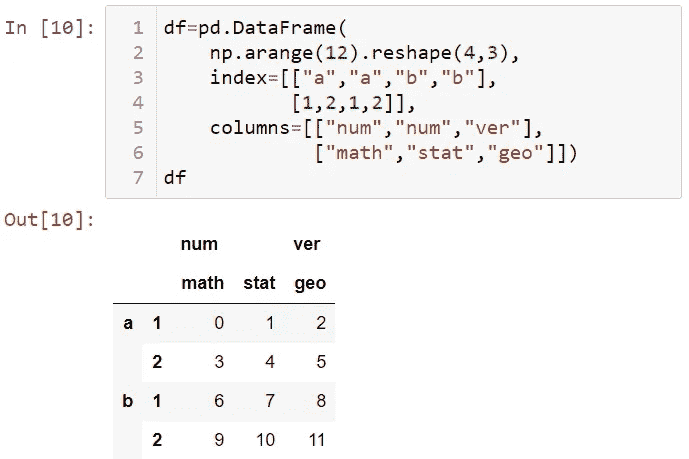 In [10]:
1 df=pd.DataFrame(
2     np.arange(12).reshape(4,3),
3     index=[["a","a","b","b"],
4            [1,2,1,2]],
5     columns=[["num","num","ver"],
6              ["math","stat","geo"]])
7 df
Out[10]:
num ver
math stat geo
a 1 0 1 2
2 3 4 5
b 1 6 7 8
2 9 10 11